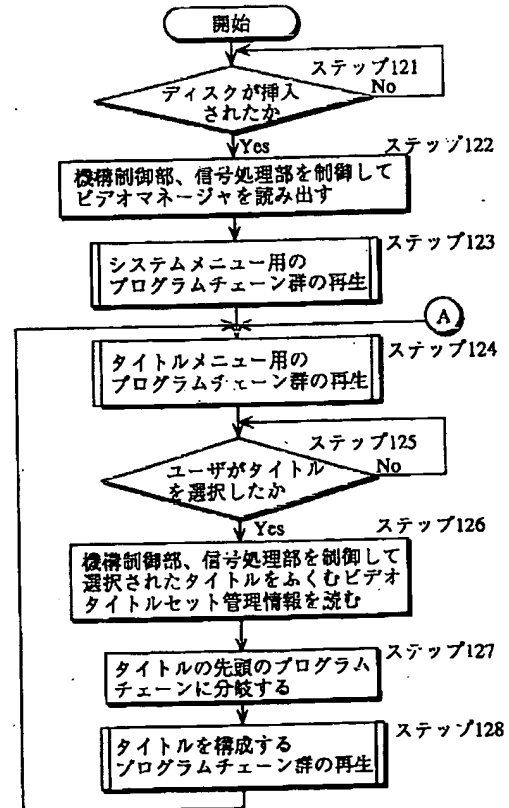 開始
ステップ121
No
ディスクが挿入
されたか
Yes
ステップ122
機構制御部、信号処理部を制御して
ビデオマネージャを読み出す
ステップ123
システムメニュー用の
プログラムチェーン群の再生
A
ステップ124
タイトルメニュー用の
プログラムチェーン群の再生
ステップ125
No
ユーザがタイトル
を選択したか
Yes
ステップ126
機構制御部、信号処理部を制御して
選択されたタイトルをふくむビデオ
タイトルセット管理情報を読む
ステップ127
タイトルの先頭のプログラム
チェーンに分岐する
ステップ128
タイトルを構成する
プログラムチェーン群の再生